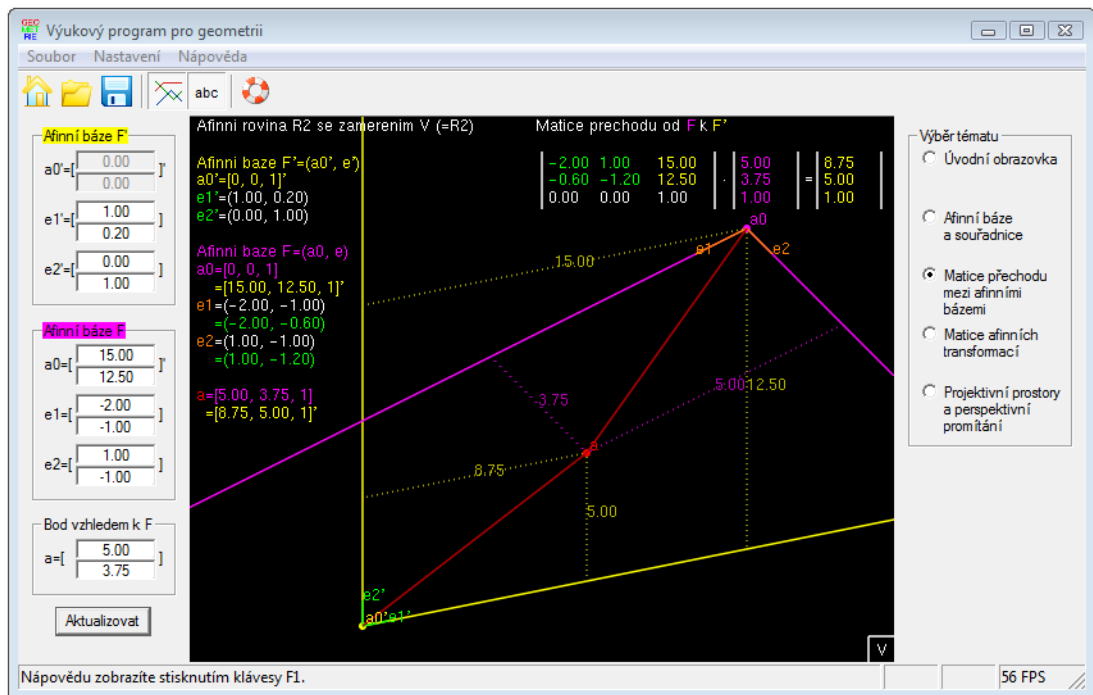 GEO
MET
RIE
Výukový program pro geometrii
Soubor Nastavení Nápověda
abc
Afinní báze F'
a0'=[ 0.00 ]'
0.00
e1'=[ 1.00 ]
0.20
e2'=[ 0.00 ]
1.00
Afinní báze F
a0=[ 15.00 ]'
12.50
e1=[ -2.00 ]
-1.00
e2=[ 1.00 ]
-1.00
Bod vzhledem k F
a=[ 5.00 ]
3.75
Aktualizovat
Afinni rovina R2 se zamerenim V (=R2)
Afinni baze F'=(a0', e')
a0'=[0, 0, 1]'
e1'=(1.00, 0.20)
e2'=(0.00, 1.00)
Afinni baze F=(a0, e)
a0=[0, 0, 1]
=[15.00, 12.50, 1]'
e1=(-2.00, -1.00)
=(-2.00, -0.60)
e2=(1.00, -1.00)
=(1.00, -1.20)
a=[5.00, 3.75, 1]
=[8.75, 5.00, 1]'
Matice prechodu od F k F'
-2.00 1.00 15.00 5.00 8.75
-0.60 -1.20 12.50 · 3.75 = 5.00
0.00 0.00 1.00 1.00 1.00
a0
e1 e2
15.00
5.00 12.50
3.75
a
8.75
5.00
e2'
a0' e1'
V
Výběr tématu
Úvodní obrazovka
Afinní báze
a souřadnice
Matice přechodu
mezi afinními
bázemi
Matice afinních
transformací
Projektivní prostory
a perspektivní
promítání
Nápovědu zobrazíte stisknutím klávesy F1.
56 FPS